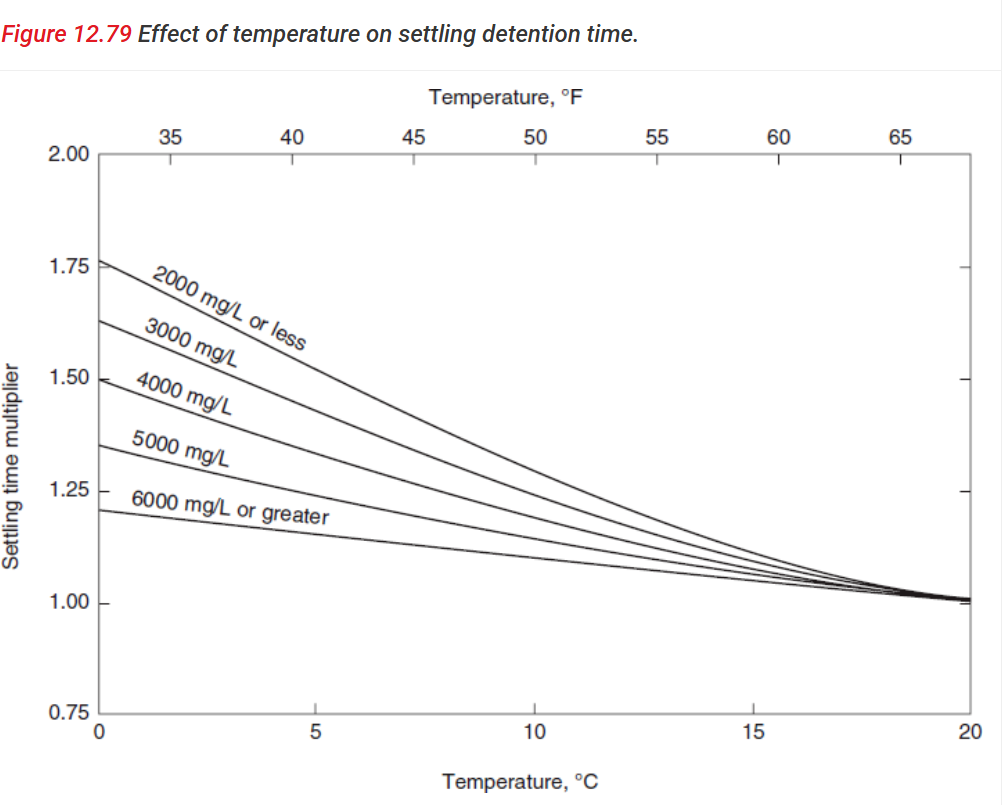 Figure 12.79 Effect of temperature on settling detention time.
Temperature, °F
35 40 45 50 55 60 65
2.00
1.75
1.50
1.25
1.00
0.75
Settling time multiplier
2000 mg/L or less
3000 mg/L
4000 mg/L
5000 mg/L
6000 mg/L or greater
0 5 10 15 20
Temperature, °C